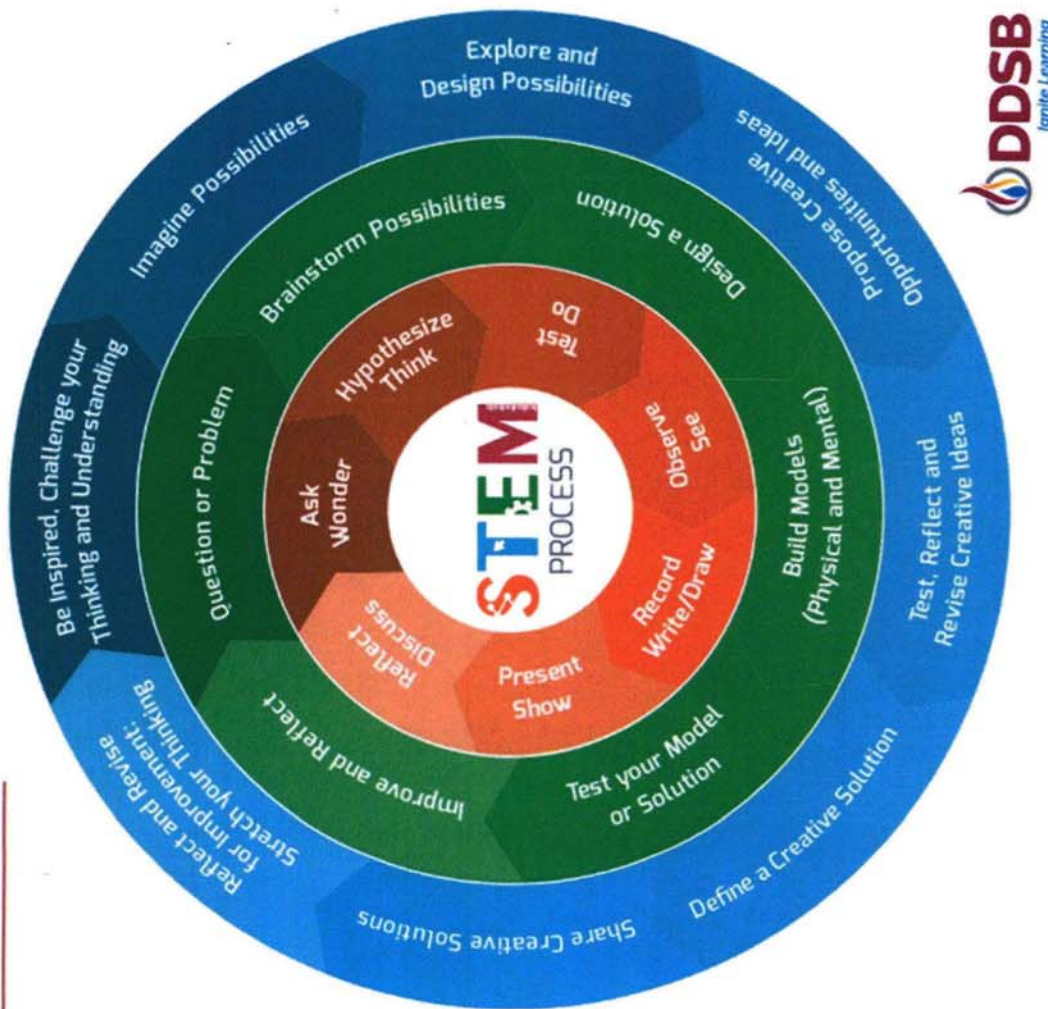 STEM
PROCESS
Ask
Wonder
Hypothesize
Think
Test
Do
Observe
See
Record
Write/Draw
Present
Show
Reflect
Discuss
Question or Problem
Brainstorm Possibilities
Design a Solution
Build Models
(Physical and Mental)
Test your Model
or Solution
Improve and Reflect
Be Inspired, Challenge your
Thinking and Understanding
Imagine Possibilities
Explore and
Design Possibilities
Propose Creative
Opportunities and Ideas
Test, Reflect and
Revise Creative Ideas
Define a Creative Solution
Share Creative Solutions
Reflect and Revise
for Improvement:
Stretch your Thinking
DDSB
Ignite Learning